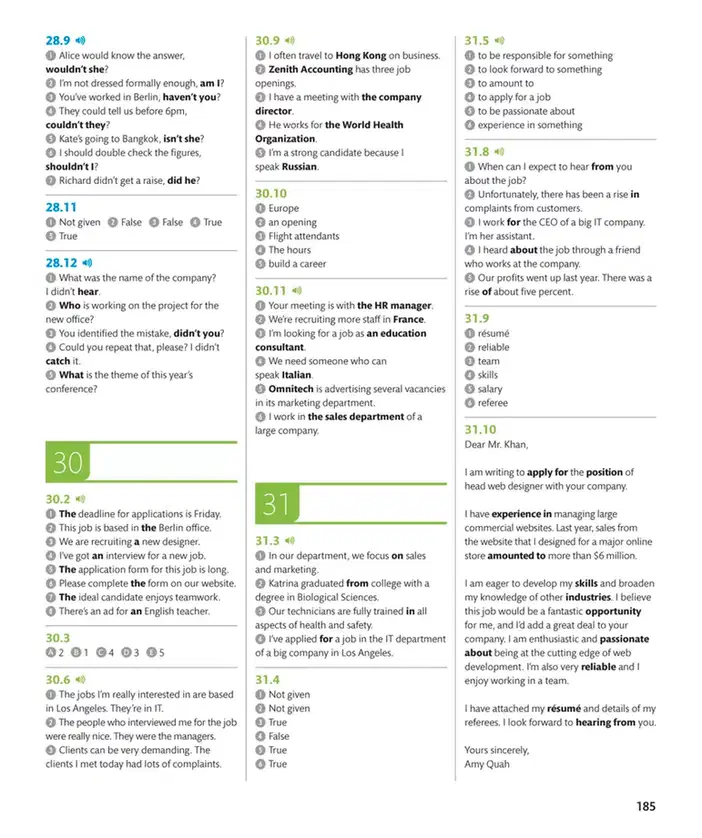 28.9
1 Alice would know the answer,
wouldn't she?
2 I'm not dressed formally enough, am I?
3 You've worked in Berlin, haven't you?
4 They could tell us before 6pm,
couldn't they?
5 Kate's going to Bangkok, isn't she?
6 I should double check the figures,
shouldn't I?
7 Richard didn't get a raise, did he?
28.11
1 Not given 2 False 3 False 4 True
5 True
28.12
1 What was the name of the company?
I didn't hear.
2 Who is working on the project for the
new office?
3 You identified the mistake, didn't you?
4 Could you repeat that, please? I didn't
catch it.
5 What is the theme of this year's
conference?
30
30.2
1 The deadline for applications is Friday.
2 This job is based in the Berlin office.
3 We are recruiting a new designer.
4 I've got an interview for a new job.
5 The application form for this job is long.
6 Please complete the form on our website.
7 The ideal candidate enjoys teamwork.
8 There's an ad for an English teacher.
30.3
A 2 B 1 C 4 D 3 E 5
30.6
1 The jobs I'm really interested in are based
in Los Angeles. They're in IT.
2 The people who interviewed me for the job
were really nice. They were the managers.
3 Clients can be very demanding. The
clients I met today had lots of complaints.
30.9
1 I often travel to Hong Kong on business.
2 Zenith Accounting has three job
openings.
3 I have a meeting with the company
director.
4 He works for the World Health
Organization.
5 I'm a strong candidate because I
speak Russian.
30.10
1 Europe
2 an opening
3 Flight attendants
4 The hours
5 build a career
30.11
1 Your meeting is with the HR manager.
2 We're recruiting more staff in France.
3 I'm looking for a job as an education
consultant.
4 We need someone who can
speak Italian.
5 Omnitech is advertising several vacancies
in its marketing department.
6 I work in the sales department of a
large company.
31
31.3
1 In our department, we focus on sales
and marketing.
2 Katrina graduated from college with a
degree in Biological Sciences.
3 Our technicians are fully trained in all
aspects of health and safety.
4 I've applied for a job in the IT department
of a big company in Los Angeles.
31.4
1 Not given
2 Not given
3 True
4 False
5 True
6 True
31.5
1 to be responsible for something
2 to look forward to something
3 to amount to
4 to apply for a job
5 to be passionate about
6 experience in something
31.8
1 When can I expect to hear from you
about the job?
2 Unfortunately, there has been a rise in
complaints from customers.
3 I work for the CEO of a big IT company.
I'm her assistant.
4 I heard about the job through a friend
who works at the company.
5 Our profits went up last year. There was a
rise of about five percent.
31.9
1 résumé
2 reliable
3 team
4 skills
5 salary
6 referee
31.10
Dear Mr. Khan,
I am writing to apply for the position of
head web designer with your company.
I have experience in managing large
commercial websites. Last year, sales from
the website that I designed for a major online
store amounted to more than $6 million.
I am eager to develop my skills and broaden
my knowledge of other industries. I believe
this job would be a fantastic opportunity
for me, and I'd add a great deal to your
company. I am enthusiastic and passionate
about being at the cutting edge of web
development. I'm also very reliable and I
enjoy working in a team.
I have attached my résumé and details of my
referees. I look forward to hearing from you.
Yours sincerely,
Amy Quah
185